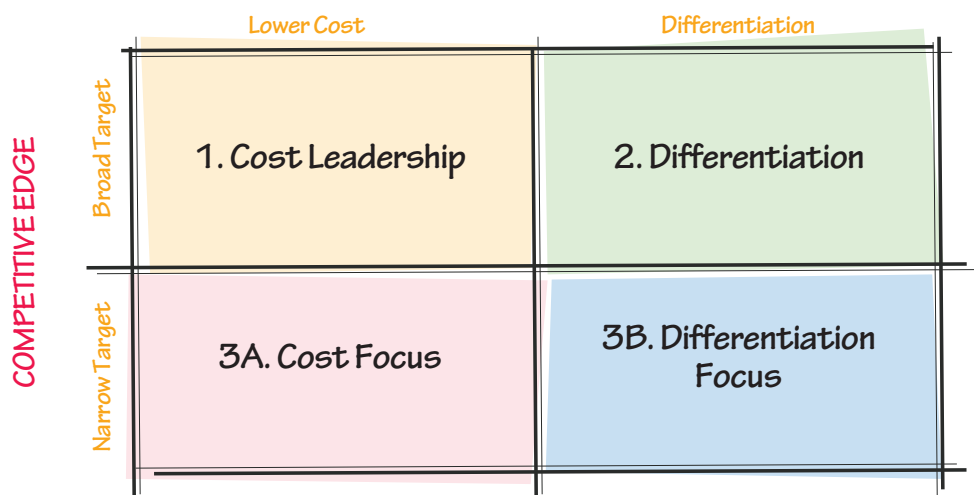 Lower Cost
Differentiation
COMPETITIVE EDGE
Broad Target
1. Cost Leadership
2. Differentiation
Narrow Target
3A. Cost Focus
3B. Differentiation
Focus